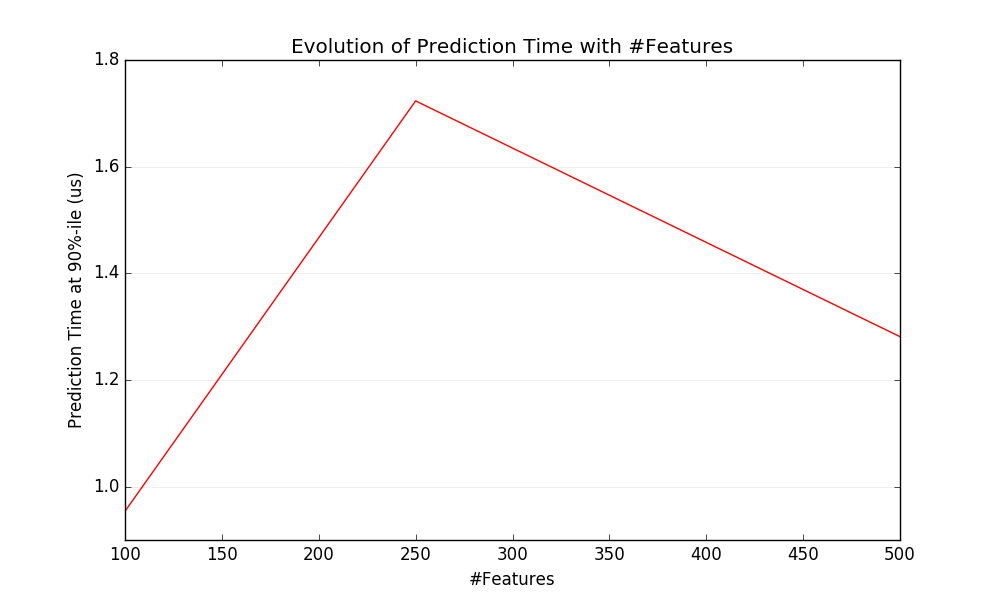 Evolution of Prediction Time with #Features
Prediction Time at 90%-ile (us)
1.8
1.6
1.4
1.2
1.0
100 150 200 250 300 350 400 450 500
#Features